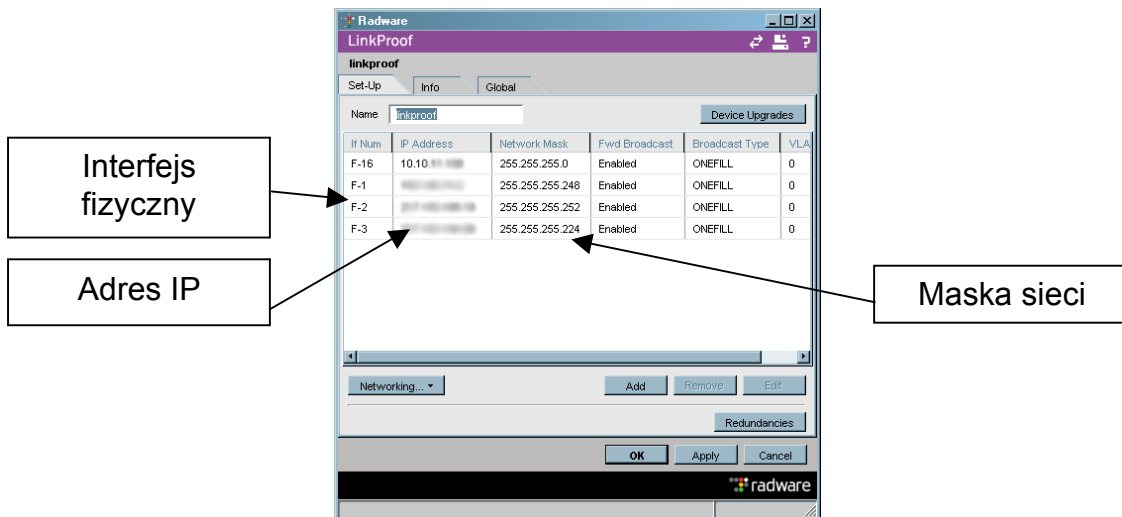 Radware
LinkProof
linkproof
Set-Up Info Global
Name linkproof Device Upgrades
If Num IP Address Network Mask Fwd Broadcast Broadcast Type VLA
F-16 10.10. 255.255.255.0 Enabled ONEFILL 0
F-1 255.255.255.248 Enabled ONEFILL 0
F-2 255.255.255.252 Enabled ONEFILL 0
F-3 255.255.255.224 Enabled ONEFILL 0
Interfejs
fizyczny
Adres IP
Maska sieci
Networking... Add Remove Edit
Redundancies
OK Apply Cancel
radware